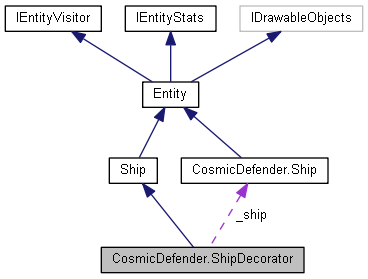 IEntityVisitor
IEntityStats
IDrawableObjects
Entity
Ship
CosmicDefender.Ship
_ship
CosmicDefender.ShipDecorator